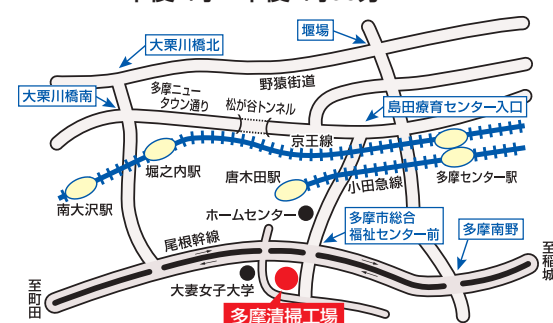 堰場
大栗川橋北
野猿街道
大栗川橋南
多摩ニュー
タウン通り
松が谷トンネル
島田療育センター入口
京王線
堀之内駅
唐木田駅
小田急線
多摩センター駅
南大沢駅
ホームセンター
多摩市総合
福祉センター前
多摩南野
尾根幹線
至稲城
至町田
大妻女子大学
多摩清掃工場